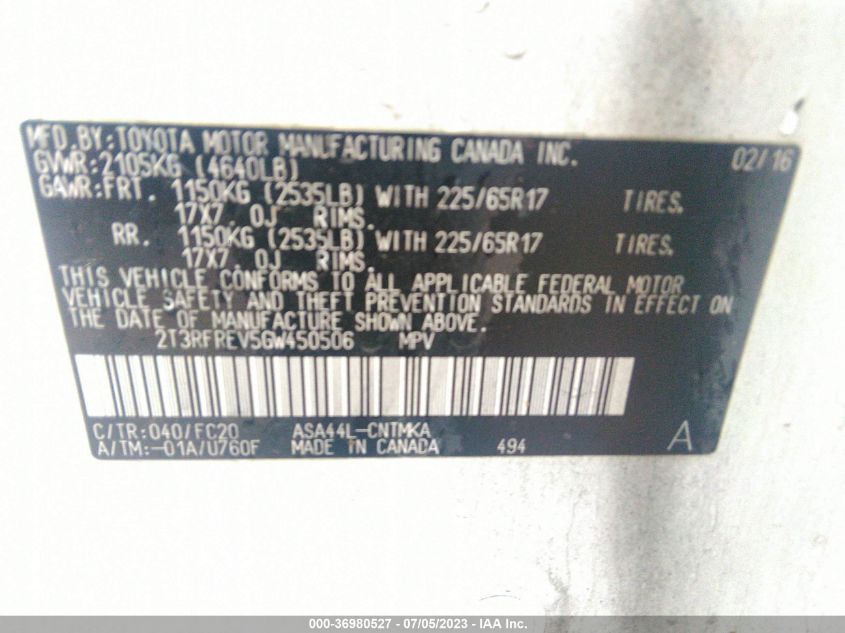 MFD. BY: TOYOTA MOTOR MANUFACTURING CANADA INC. 02/16
GVWR: 2105KG (4640LB)
GAWR: FRT. 1150KG (2535LB) WITH 225/65R17 TIRES.
17X7 0J RIMS.
RR. 1150KG (2535LB) WITH 225/65R17 TIRES.
17X7 0J RIMS.
THIS VEHICLE CONFORMS TO ALL APPLICABLE FEDERAL MOTOR
VEHICLE SAFETY AND THEFT PREVENTION STANDARDS IN EFFECT ON
THE DATE OF MANUFACTURE SHOWN ABOVE.
2T3RFREV5GW450506 MPV
C/TR: 040/FC20 ASA44L-CNTMKA
A/TM:-01A/U760F MADE IN CANADA 494 A
000-36980527 - 07/05/2023 - IAA Inc.